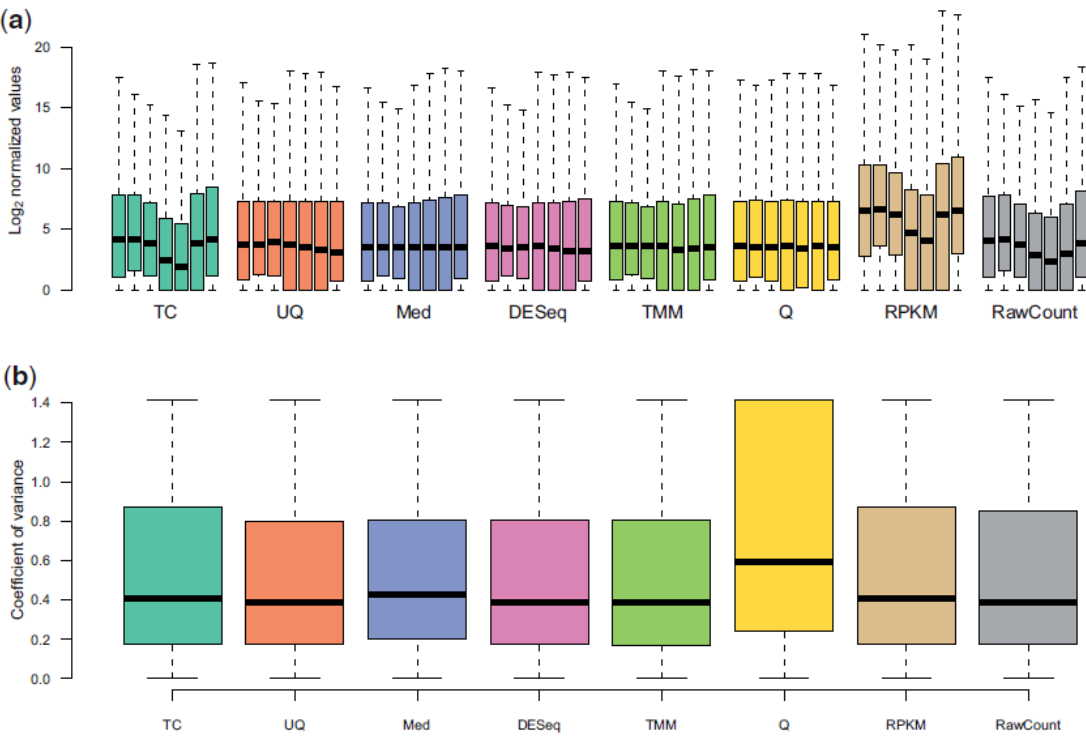 (a)
Log2 normalized values
20
15
10
5
0
TC UQ Med DESeq TMM Q RPKM RawCount
(b)
Coefficient of variance
1.4
1.2
1.0
0.8
0.6
0.4
0.2
0.0
TC UQ Med DESeq TMM Q RPKM RawCount